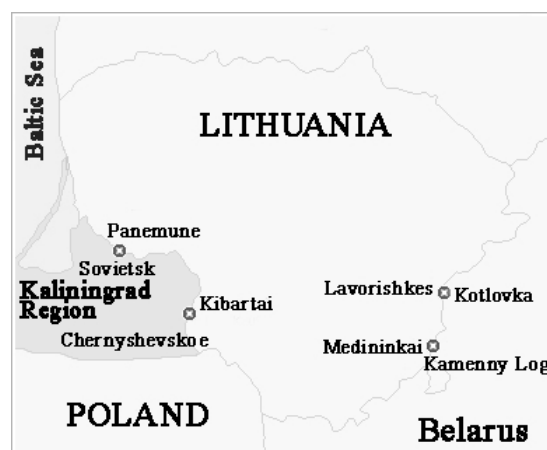 Baltic Sea
LITHUANIA
Panemune
Sovietsk
Kaliningrad
Region
Kibartai
Chernyshevskoe
Lavorishkes
Kotlovka
Medininkai
Kamenny Log
POLAND
Belarus